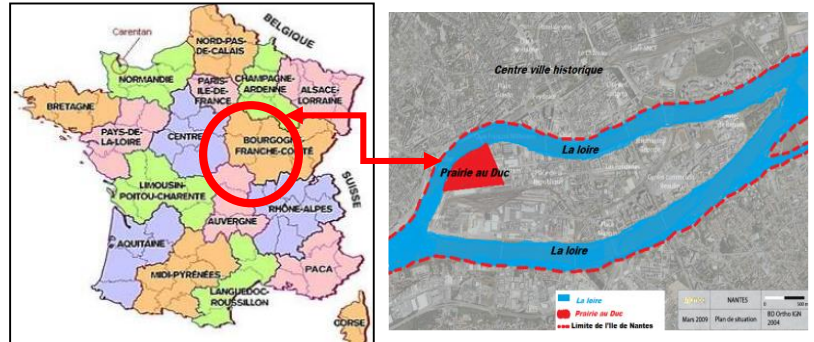 Carentan
BELGIQUE
NORD-PAS-
DE-CALAIS
NORMANDIE
PARIS-
ILE-DE-
FRANCE
CHAMPAGNE-
ARDENNE
ALSACE-
LORRAINE
BRETAGNE
PAYS-DE-
LA-LOIRE
CENTRE
BOURGOGNE-
FRANCHE-COMTÉ
SUISSE
LIMOUSIN-
POITOU-CHARENTE
AUVERGNE
RHÔNE-ALPES
AQUITAINE
MIDI-PYRÉNÉES
LANGUEDOC-
ROUSSILLON
PACA
CORSE
Centre ville historique
La loire
Prairie au Duc
La loire
La loire
Prairie au Duc
Limite de l'Ile de Nantes
NANTES
Mars 2009
Plan de situation
BD Ortho IGN
2004